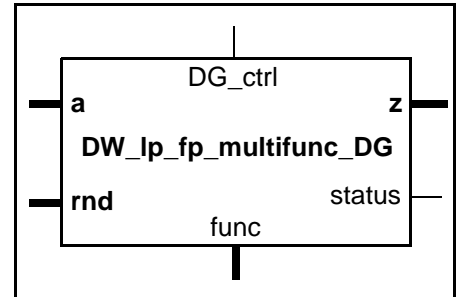 DG_ctrl
a z
DW_lp_fp_multifunc_DG
rnd status
func